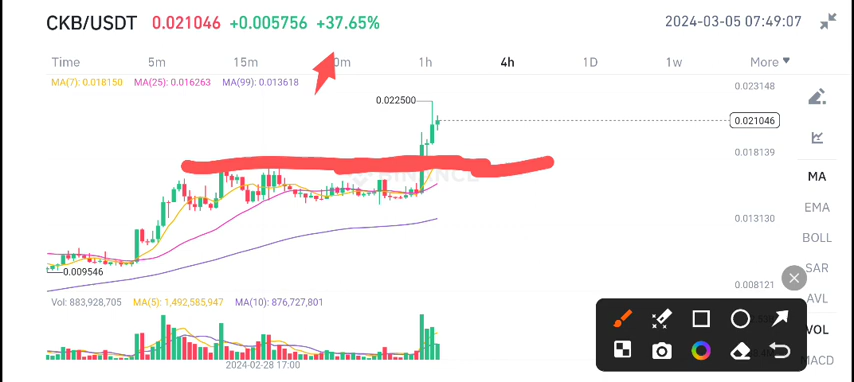 CKB/USDT 0.021046 +0.005756 +37.65% 2024-03-05 07:49:07
Time 5m 15m 0m 1h 4h 1D 1w More
MA(7): 0.018150 MA(25): 0.016263 MA(99): 0.013618
0.023148
0.022500
0.021046
0.018139
MA
EMA
0.013130
BOLL
SAR
0.009546
0.008121
AVL
Vol: 883,928,705 MA(5): 1,492,585,947 MA(10): 876,727,801
VOL
MACD
2024-02-28 17:00